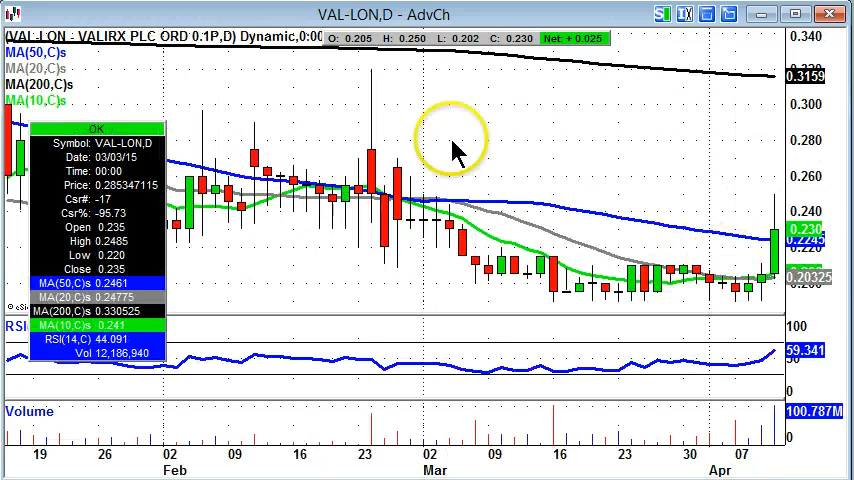 VAL-LON,D - AdvCh
(VAL-LON : VALIRX PLC ORD 0.1P,D) Dynamic,0:00
O: 0.205 H: 0.250 L: 0.202 C: 0.230 Net: + 0.025
MA(50,C)s
MA(20,C)s
MA(200,C)s
MA(10,C)s
OK
Symbol: VAL-LON,D
Date: 03/03/15
Time: 00:00
Price: 0.285347115
Csr#: -17
Csr%: -95.73
Open 0.235
High 0.2485
Low 0.220
Close 0.235
MA(50,C)s 0.2461
MA(20,C)s 0.24775
MA(200,C)s 0.330525
MA(10,C)s 0.241
RSI(14,C) 44.091
Vol 12,186,940
0.340
0.3159
0.300
0.280
0.260
0.240
0.230
0.2245
0.220
0.20325
RSI
100
59.341
0
Volume
100.787M
0
19 26 02 09 16 23 02 09 16 23 01 07
Feb Mar Apr